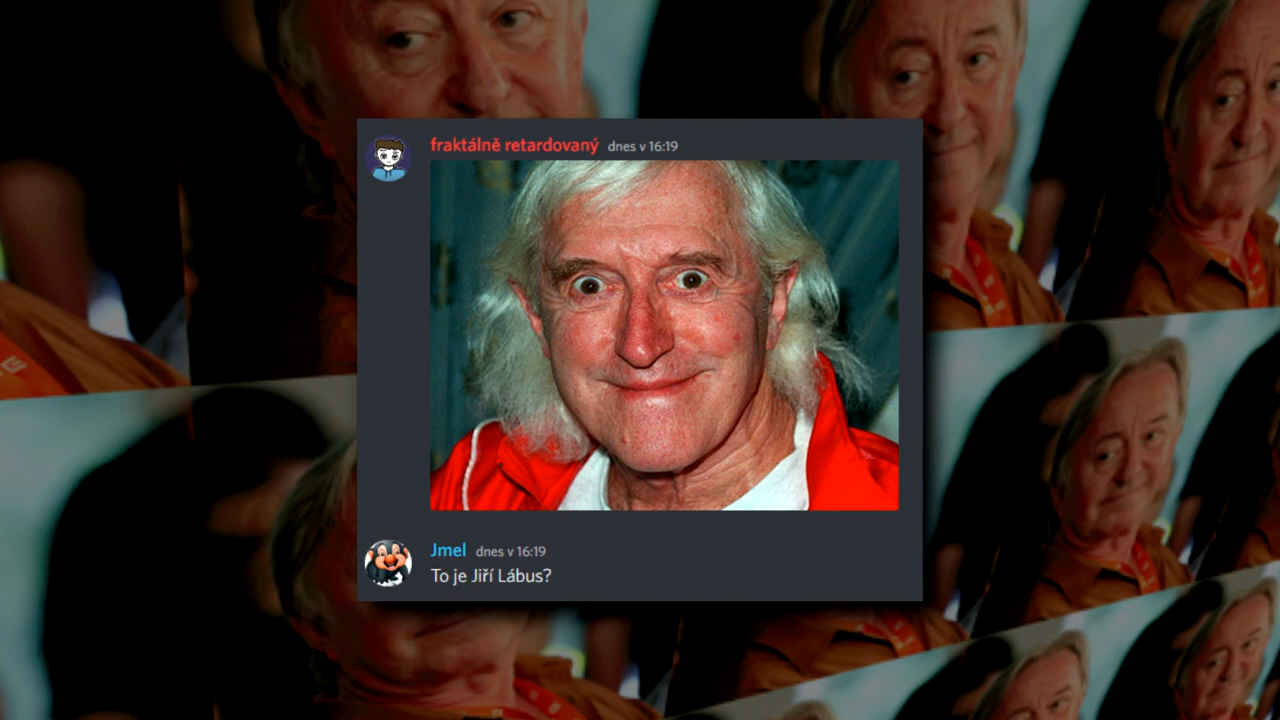 fraktálně retardovaný dnes v 16:19
Jmel dnes v 16:19
To je Jiří Lábus?